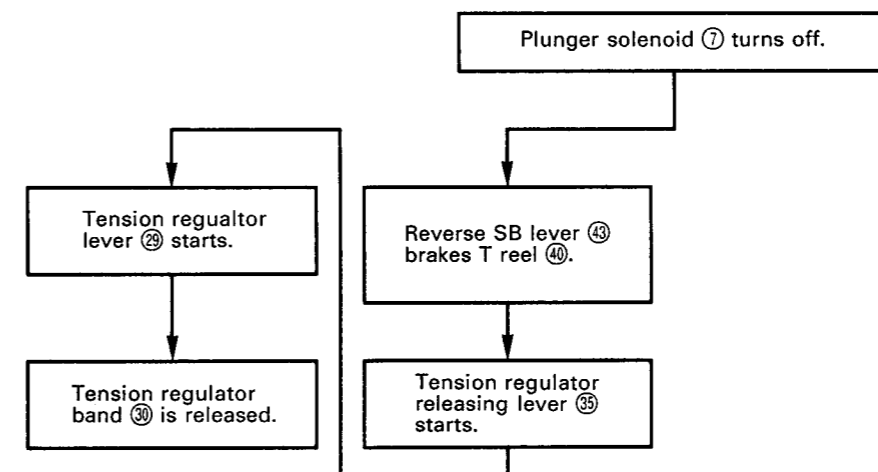 Plunger solenoid ⑦ turns off.
Reverse SB lever ㊸
brakes T reel ㊵.
Tension regulator
releasing lever ㉟
starts.
Tension regualtor
lever ㉙ starts.
Tension regulator
band ㉚ is released.